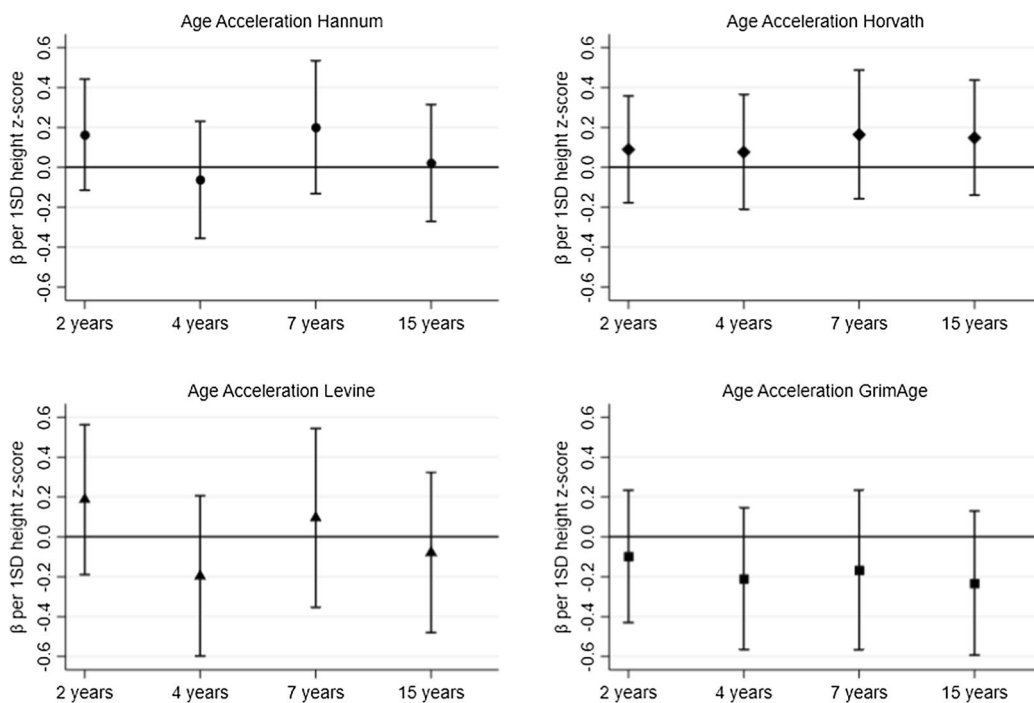 Age Acceleration Hannum
β per 1SD height z-score
0.6
0.4
0.2
0.0
-0.2
-0.4
-0.6
2 years 4 years 7 years 15 years
Age Acceleration Horvath
β per 1SD height z-score
0.6
0.4
0.2
0.0
-0.2
-0.4
-0.6
2 years 4 years 7 years 15 years
Age Acceleration Levine
β per 1SD height z-score
0.6
0.4
0.2
0.0
-0.2
-0.4
-0.6
2 years 4 years 7 years 15 years
Age Acceleration GrimAge
β per 1SD height z-score
0.6
0.4
0.2
0.0
-0.2
-0.4
-0.6
2 years 4 years 7 years 15 years